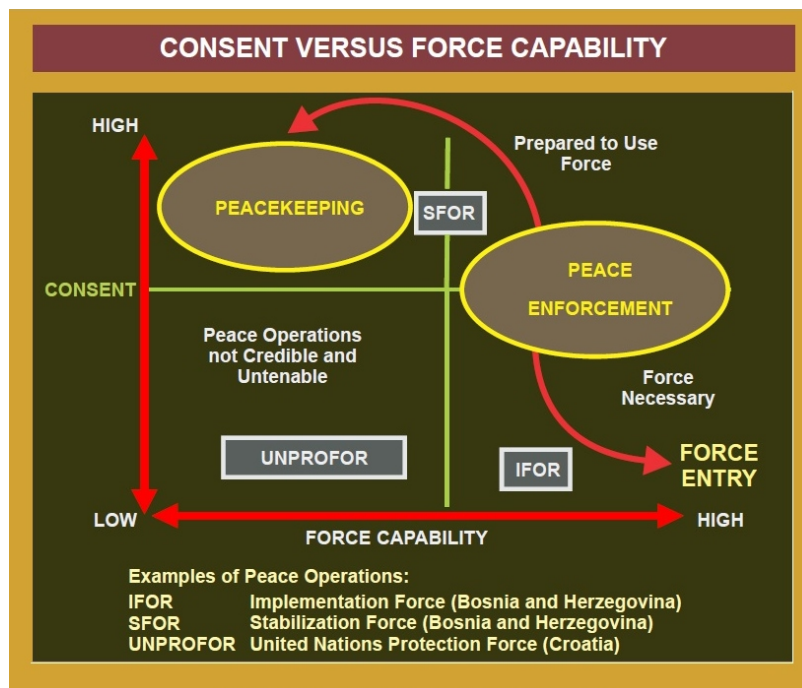 CONSENT VERSUS FORCE CAPABILITY
HIGH
Prepared to Use
Force
PEACEKEEPING
SFOR
PEACE
ENFORCEMENT
CONSENT
Peace Operations
not Credible and
Untenable
Force
Necessary
UNPROFOR
IFOR
FORCE
ENTRY
LOW
HIGH
FORCE CAPABILITY
Examples of Peace Operations:
IFOR Implementation Force (Bosnia and Herzegovina)
SFOR Stabilization Force (Bosnia and Herzegovina)
UNPROFOR United Nations Protection Force (Croatia)